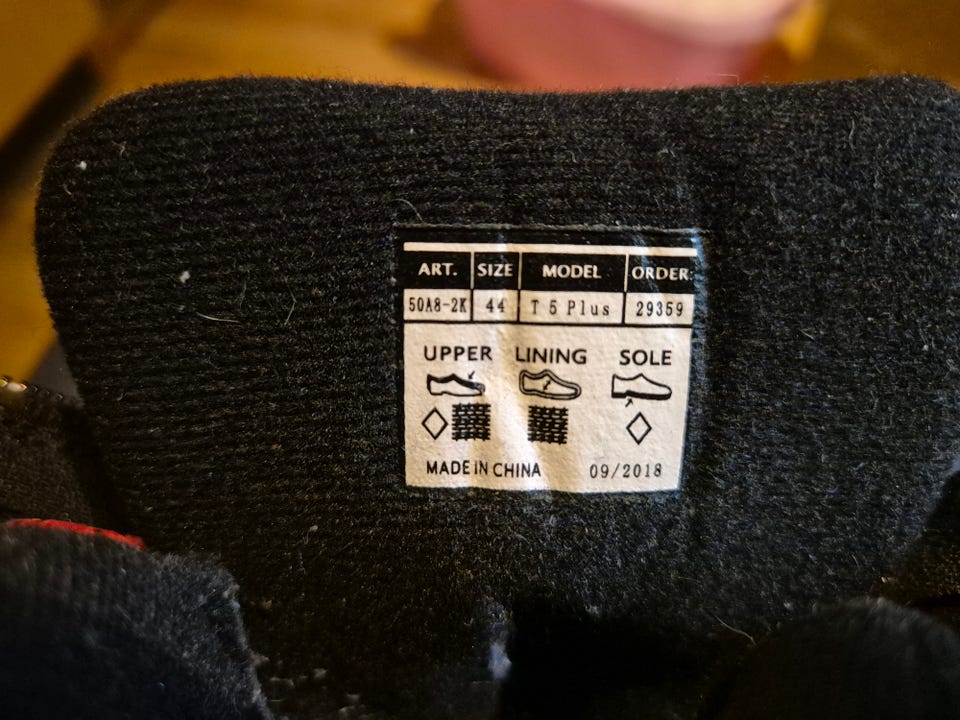 ART. SIZE MODEL ORDER:
50A8-2K 44 T 5 Plus 29359
UPPER LINING SOLE
MADE IN CHINA 09/2018